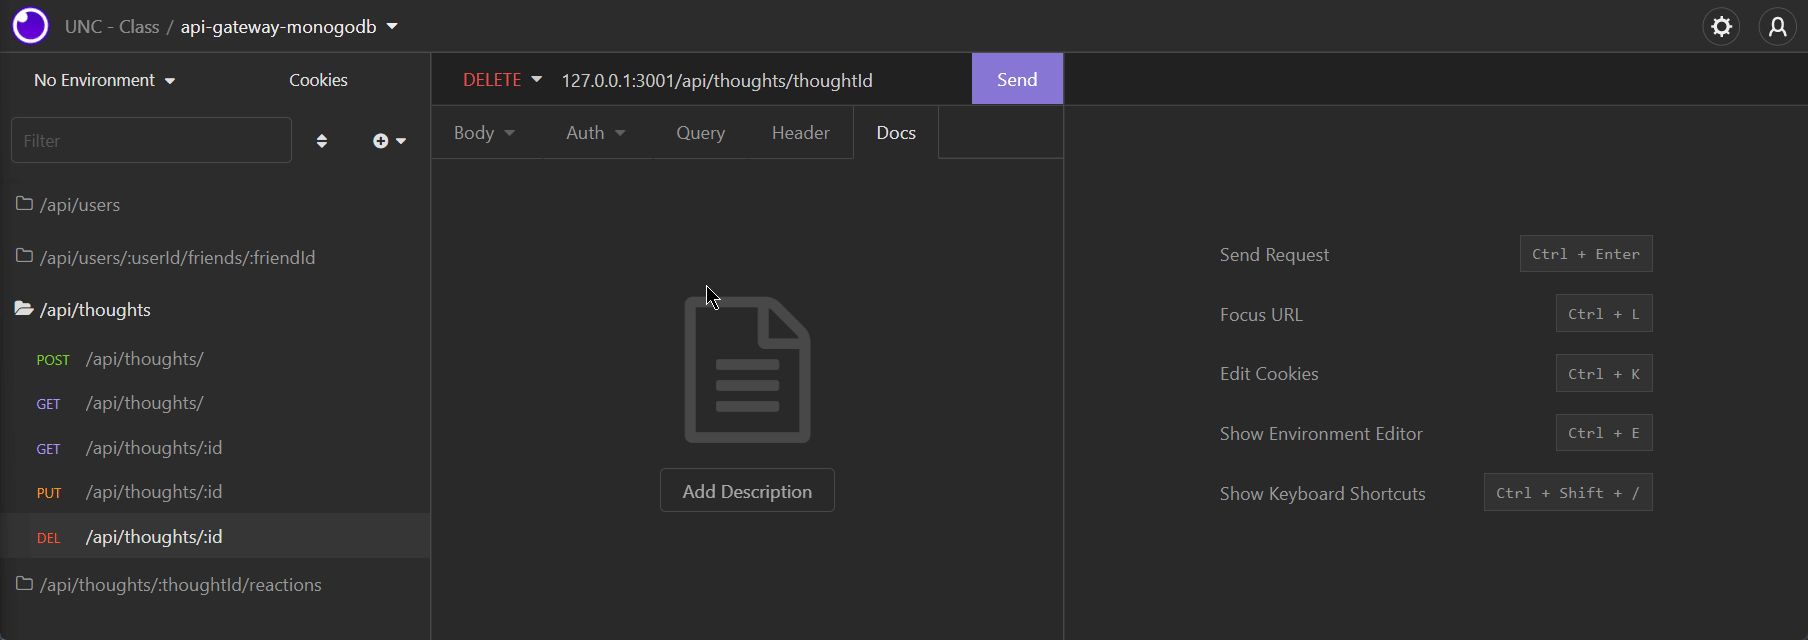 UNC - Class / api-gateway-monogodb
No Environment
Cookies
DELETE
127.0.0.1:3001/api/thoughts/thoughtId
Send
Filter
Body
Auth
Query
Header
Docs
/api/users
/api/users/:userId/friends/:friendId
/api/thoughts
POST /api/thoughts/
GET /api/thoughts/
GET /api/thoughts/:id
PUT /api/thoughts/:id
DEL /api/thoughts/:id
/api/thoughts/:thoughtId/reactions
Add Description
Send Request Ctrl + Enter
Focus URL Ctrl + L
Edit Cookies Ctrl + K
Show Environment Editor Ctrl + E
Show Keyboard Shortcuts Ctrl + Shift + /